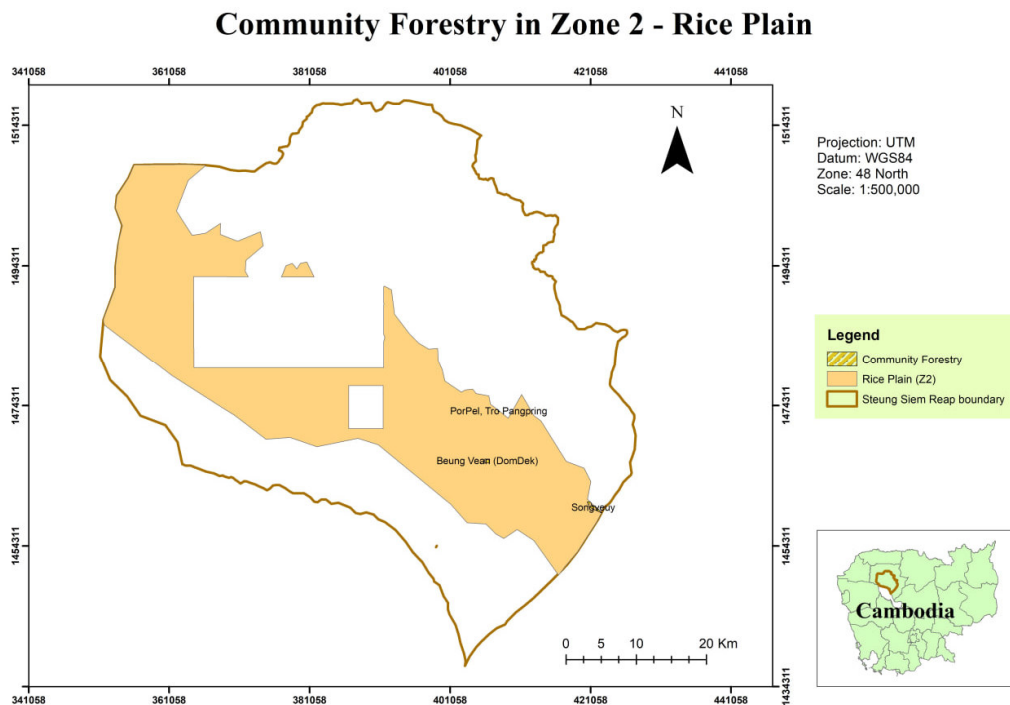 Community Forestry in Zone 2 - Rice Plain
341058 361058 381058 401058 421058 441058
1514311 1514311
N
Projection: UTM
Datum: WGS84
Zone: 48 North
Scale: 1:500,000
1494311 1494311
Legend
Community Forestry
Rice Plain (Z2)
Steung Siem Reap boundary
1474311 1474311
PorPel, Tro Pangpring
Beung Vean (DomDek)
Songveuy
1454311 1454311
Cambodia
0 5 10 20 Km
1434311 1434311
341058 361058 381058 401058 421058 441058